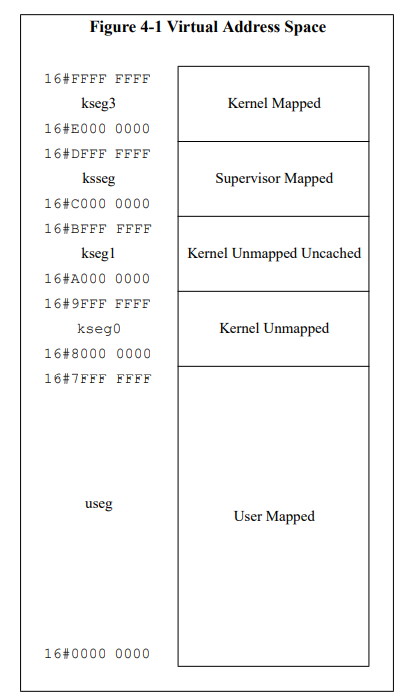 Figure 4-1 Virtual Address Space
16#FFFF FFFF
kseg3
Kernel Mapped
16#E000 0000
16#DFFF FFFF
ksseg
Supervisor Mapped
16#C000 0000
16#BFFF FFFF
kseg1
Kernel Unmapped Uncached
16#A000 0000
16#9FFF FFFF
kseg0
Kernel Unmapped
16#8000 0000
16#7FFF FFFF
useg
User Mapped
16#0000 0000